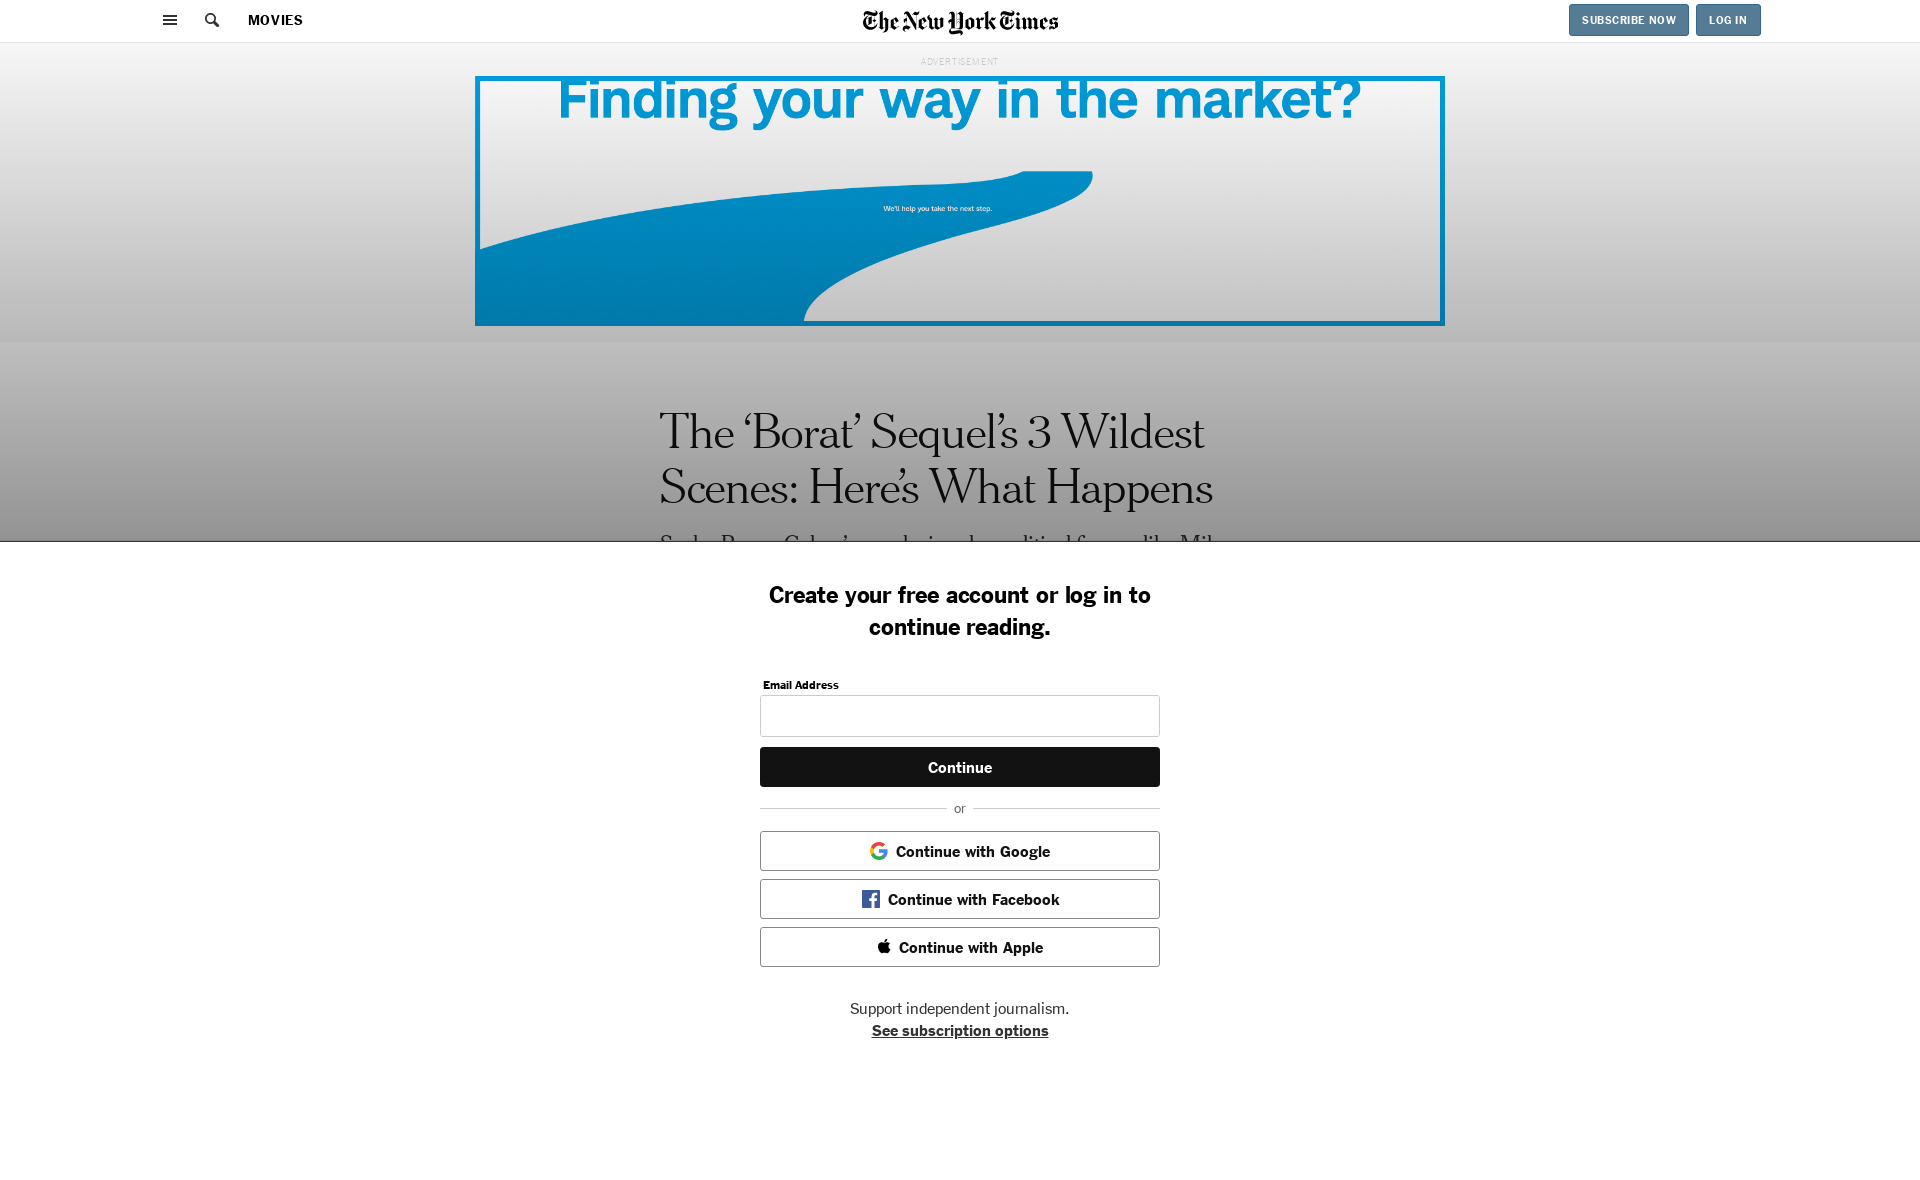 MOVIES
The New York Times
SUBSCRIBE NOW
LOG IN
ADVERTISEMENT
Finding your way in the market?
We'll help you take the next step.
The ‘Borat’ Sequel’s 3 Wildest
Scenes: Here’s What Happens
Create your free account or log in to
continue reading.
Email Address
Continue
or
Continue with Google
Continue with Facebook
Continue with Apple
Support independent journalism.
See subscription options